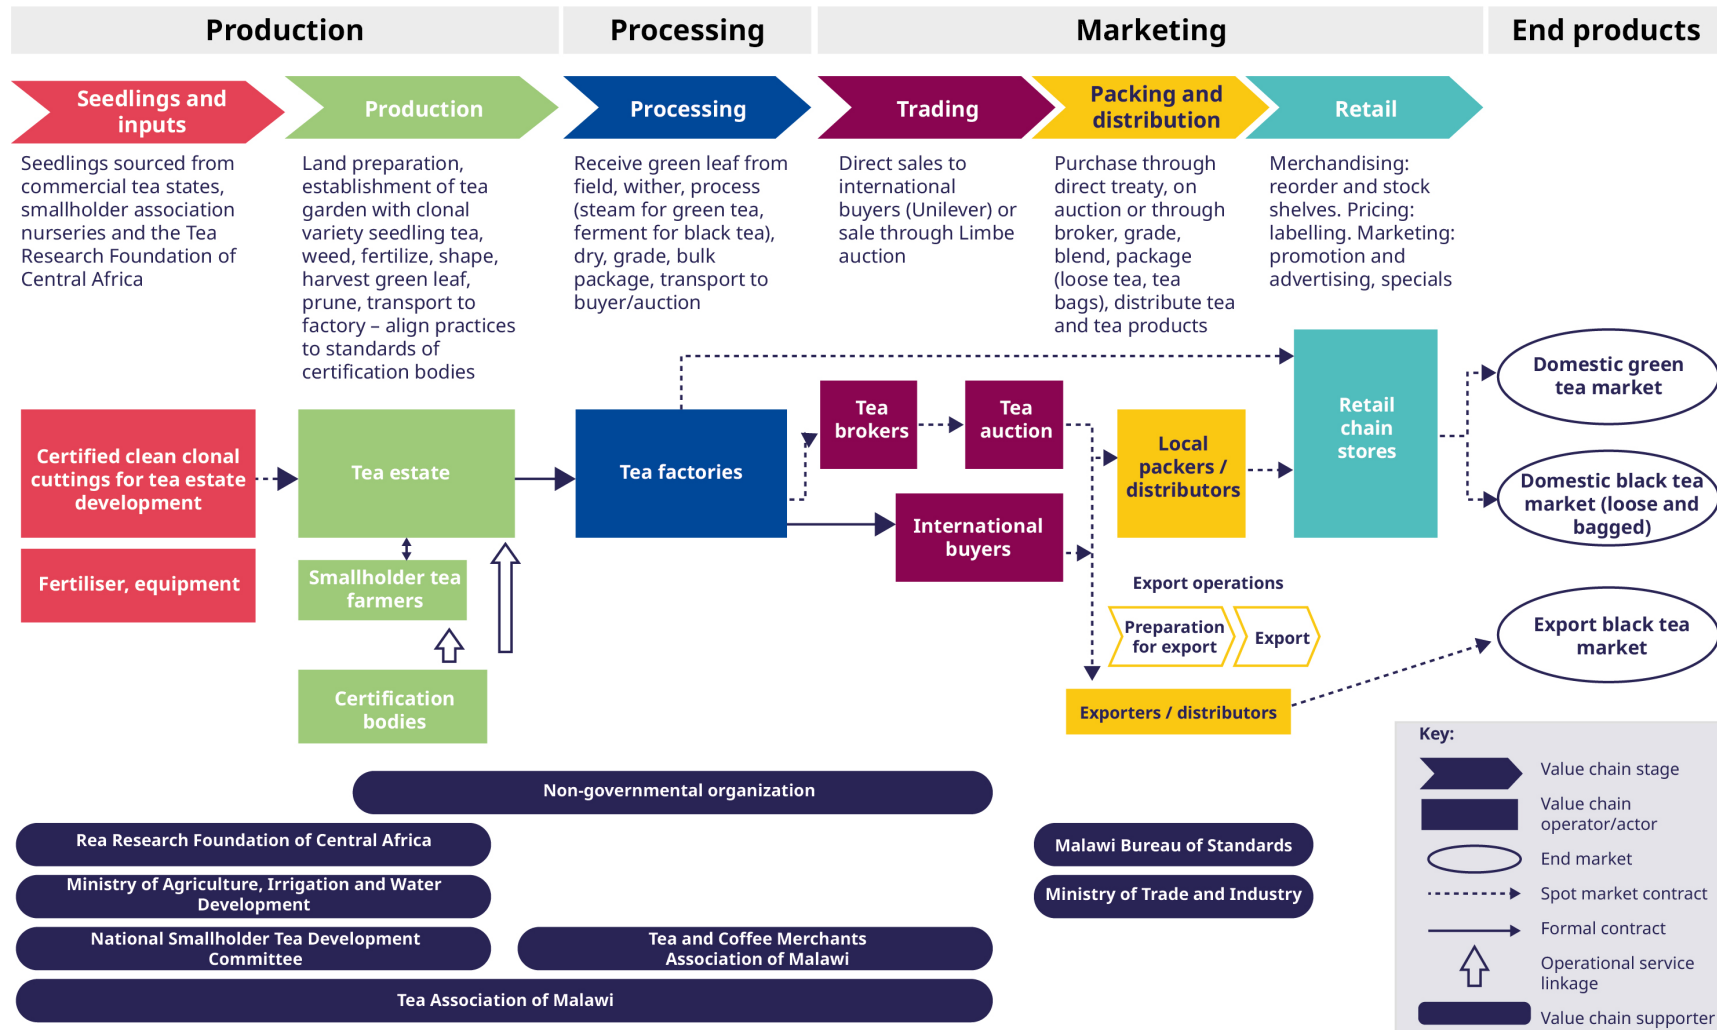 Production
Processing
Marketing
End products
Seedlings and
inputs
Production
Processing
Trading
Packing and
distribution
Retail
Seedlings sourced from
commercial tea states,
smallholder association
nurseries and the Tea
Research Foundation of
Central Africa
Land preparation,
establishment of tea
garden with clonal
variety seedling tea,
weed, fertilize, shape,
harvest green leaf,
prune, transport to
factory – align practices
to standards of
certification bodies
Receive green leaf from
field, wither, process
(steam for green tea,
ferment for black tea),
dry, grade, bulk
package, transport to
buyer/auction
Direct sales to
international
buyers (Unilever) or
sale through Limbe
auction
Purchase through
direct treaty, on
auction or through
broker, grade,
blend, package
(loose tea, tea
bags), distribute tea
and tea products
Merchandising:
reorder and stock
shelves. Pricing:
labelling. Marketing:
promotion and
advertising, specials
Certified clean clonal
cuttings for tea estate
development
Fertiliser, equipment
Tea estate
Smallholder tea
farmers
Certification
bodies
Tea factories
Tea
brokers
Tea
auction
International
buyers
Local
packers /
distributors
Export operations
Preparation
for export
Export
Exporters / distributors
Retail
chain
stores
Domestic green
tea market
Domestic black tea
market (loose and
bagged)
Export black tea
market
Non-governmental organization
Rea Research Foundation of Central Africa
Ministry of Agriculture, Irrigation and Water
Development
National Smallholder Tea Development
Committee
Tea and Coffee Merchants
Association of Malawi
Tea Association of Malawi
Malawi Bureau of Standards
Ministry of Trade and Industry
Key:
Value chain stage
Value chain
operator/actor
End market
Spot market contract
Formal contract
Operational service
linkage
Value chain supporter